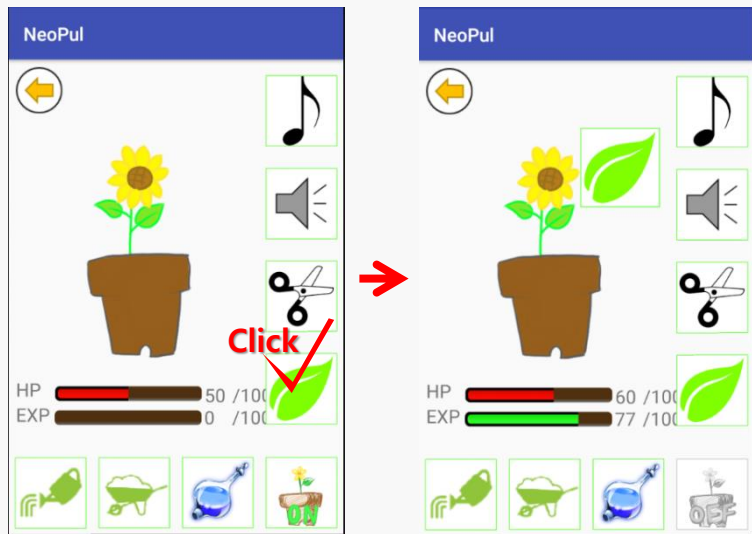 NeoPul
Click
HP 50 /100
EXP 0 /100
ON
NeoPul
HP 60 /100
EXP 77 /100
OFF